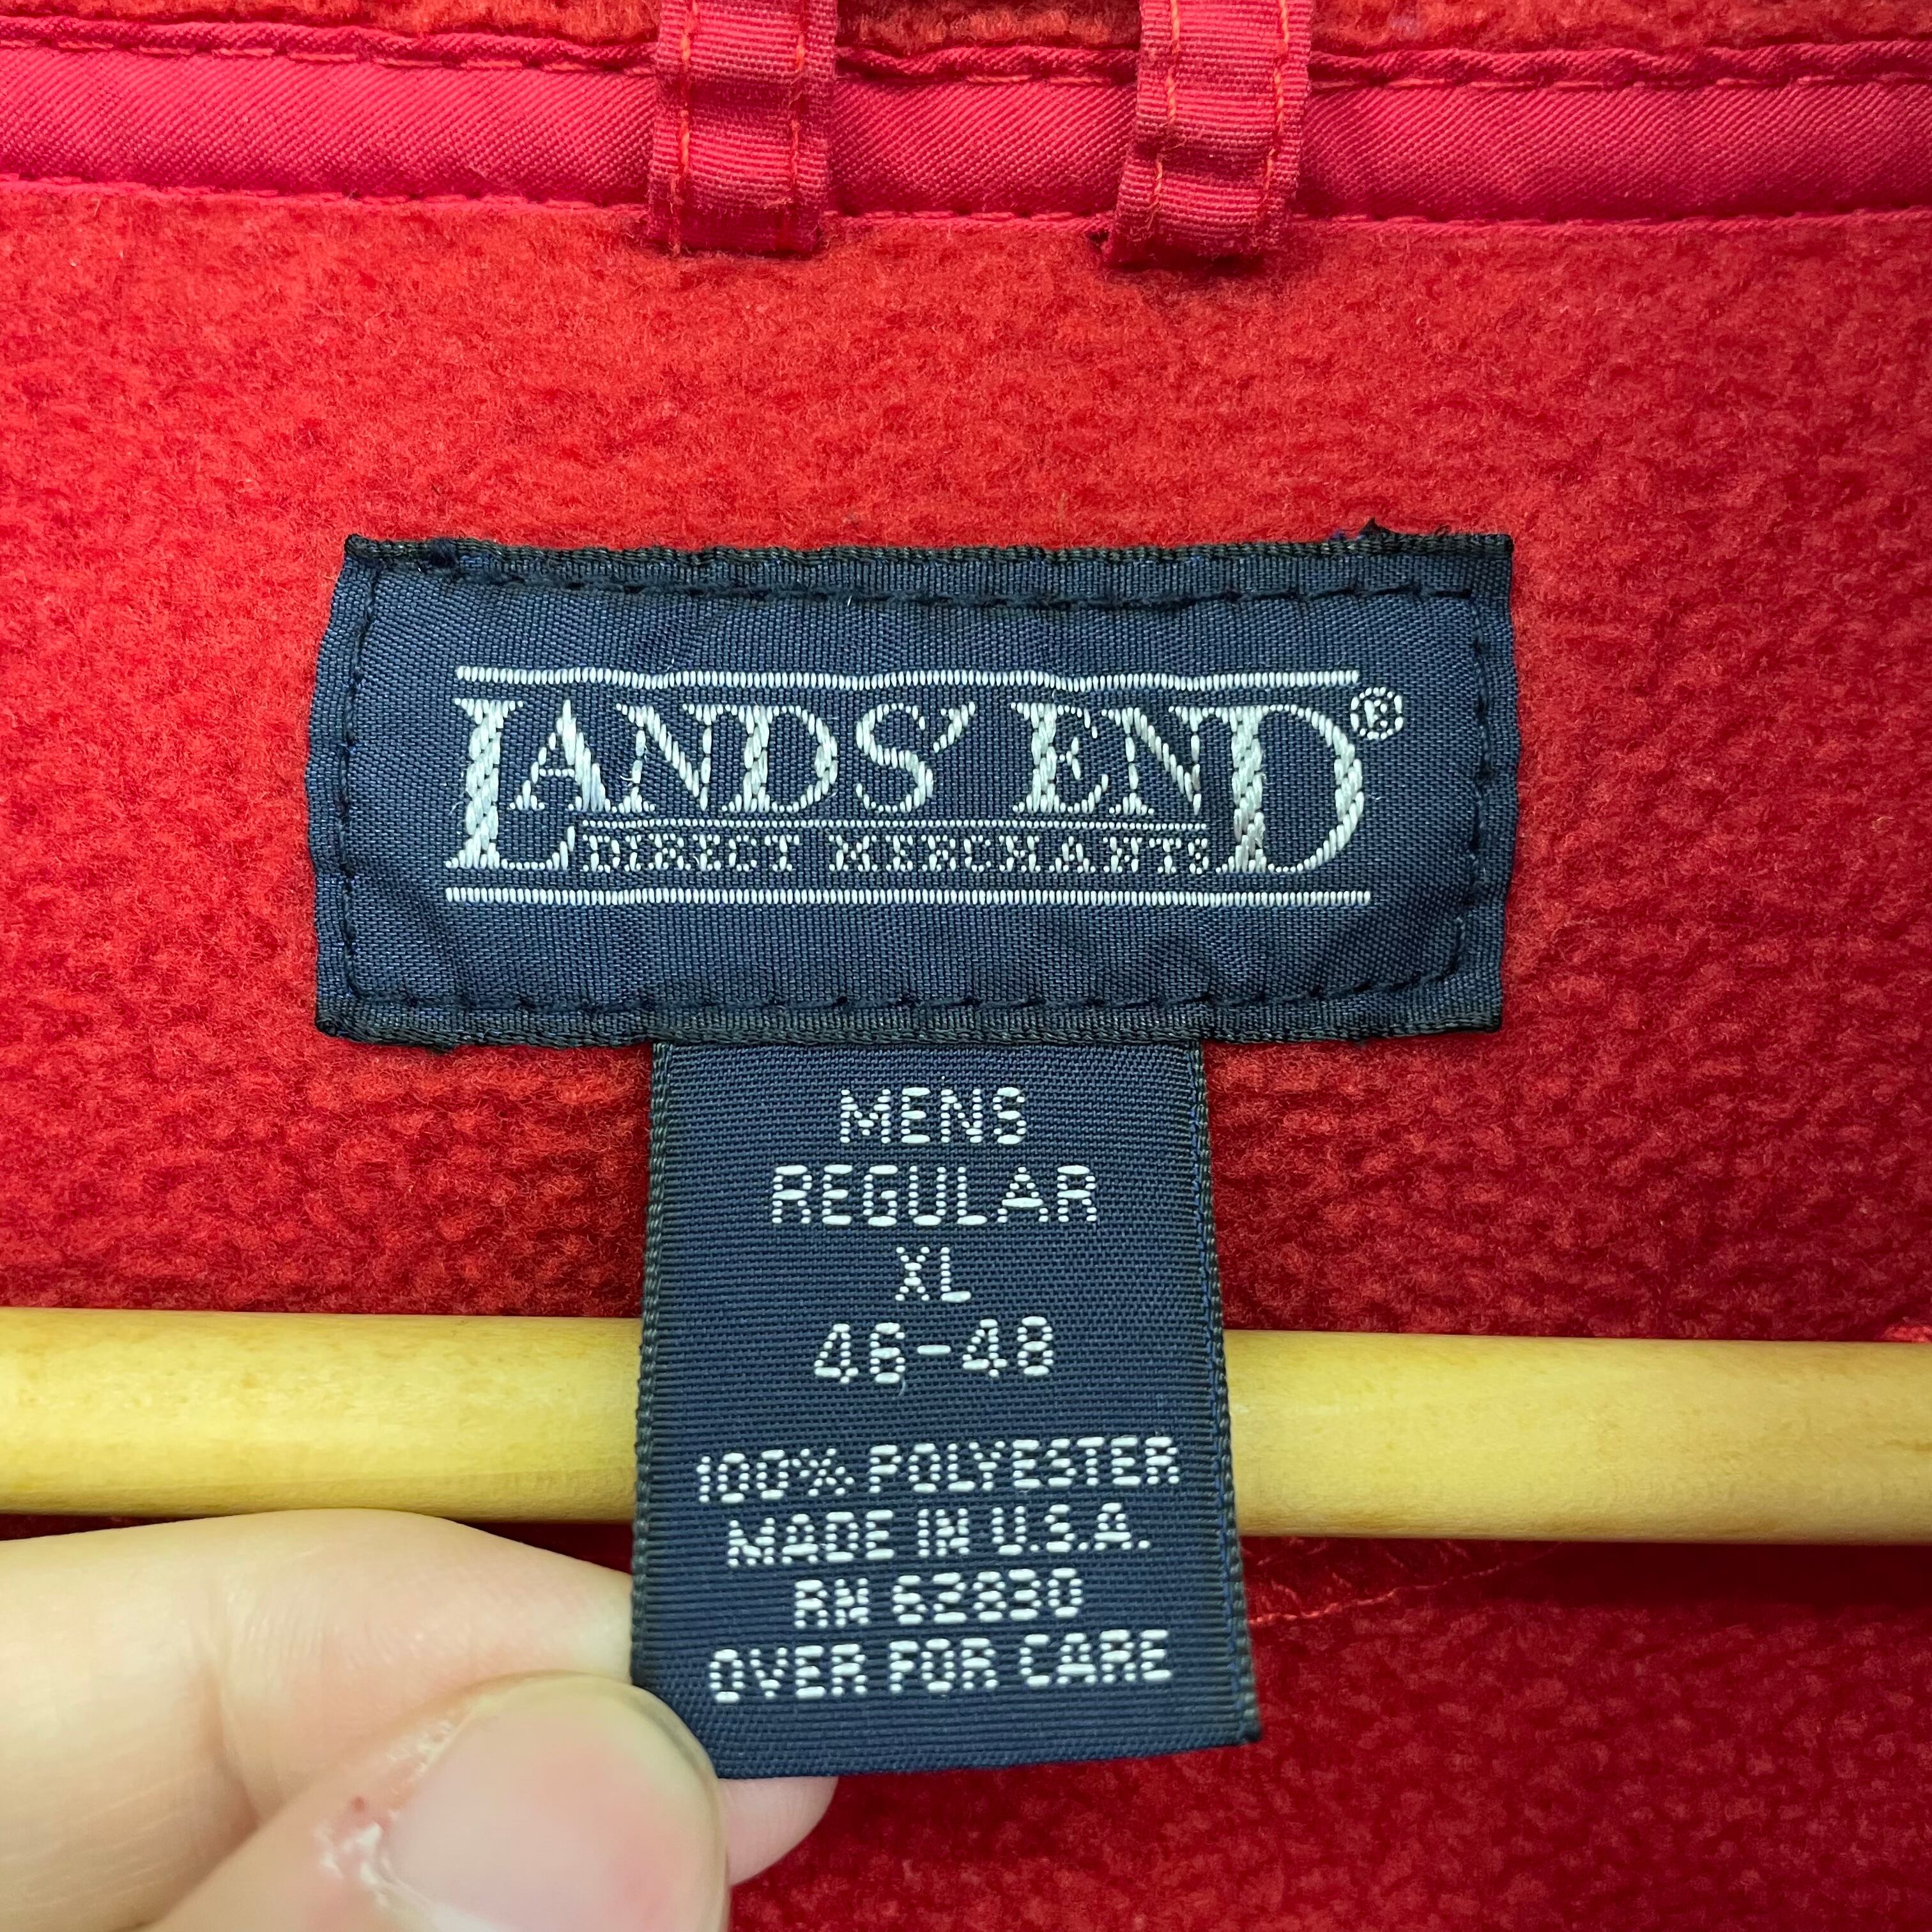 LANDS' END®
DIRECT MERCHANTS
MENS
REGULAR
XL
46-48
100% POLYESTER
MADE IN U.S.A.
RN 62830
OVER FOR CARE